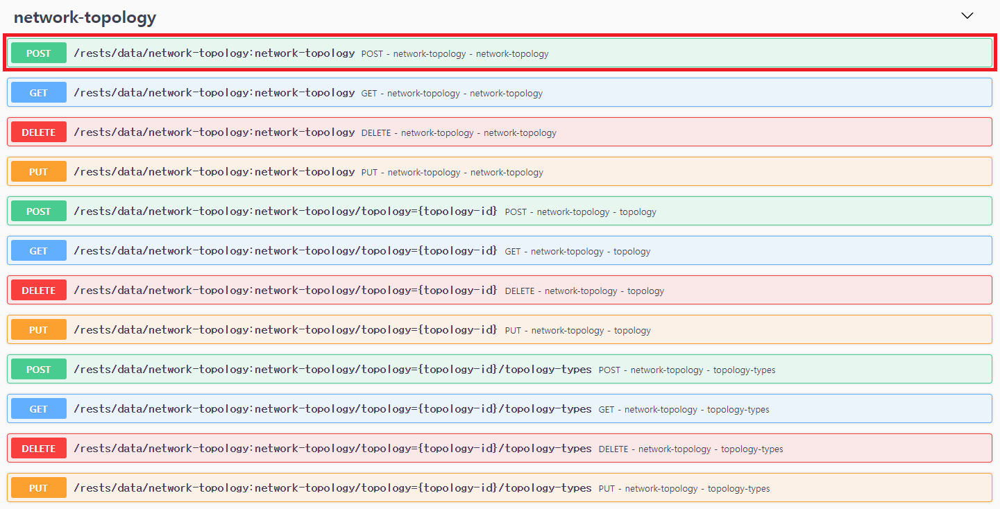 network-topology
POST /rests/data/network-topology:network-topology POST - network-topology - network-topology
GET /rests/data/network-topology:network-topology GET - network-topology - network-topology
DELETE /rests/data/network-topology:network-topology DELETE - network-topology - network-topology
PUT /rests/data/network-topology:network-topology PUT - network-topology - network-topology
POST /rests/data/network-topology:network-topology/topology={topology-id} POST - network-topology - topology
GET /rests/data/network-topology:network-topology/topology={topology-id} GET - network-topology - topology
DELETE /rests/data/network-topology:network-topology/topology={topology-id} DELETE - network-topology - topology
PUT /rests/data/network-topology:network-topology/topology={topology-id} PUT - network-topology - topology
POST /rests/data/network-topology:network-topology/topology={topology-id}/topology-types POST - network-topology - topology-types
GET /rests/data/network-topology:network-topology/topology={topology-id}/topology-types GET - network-topology - topology-types
DELETE /rests/data/network-topology:network-topology/topology={topology-id}/topology-types DELETE - network-topology - topology-types
PUT /rests/data/network-topology:network-topology/topology={topology-id}/topology-types PUT - network-topology - topology-types